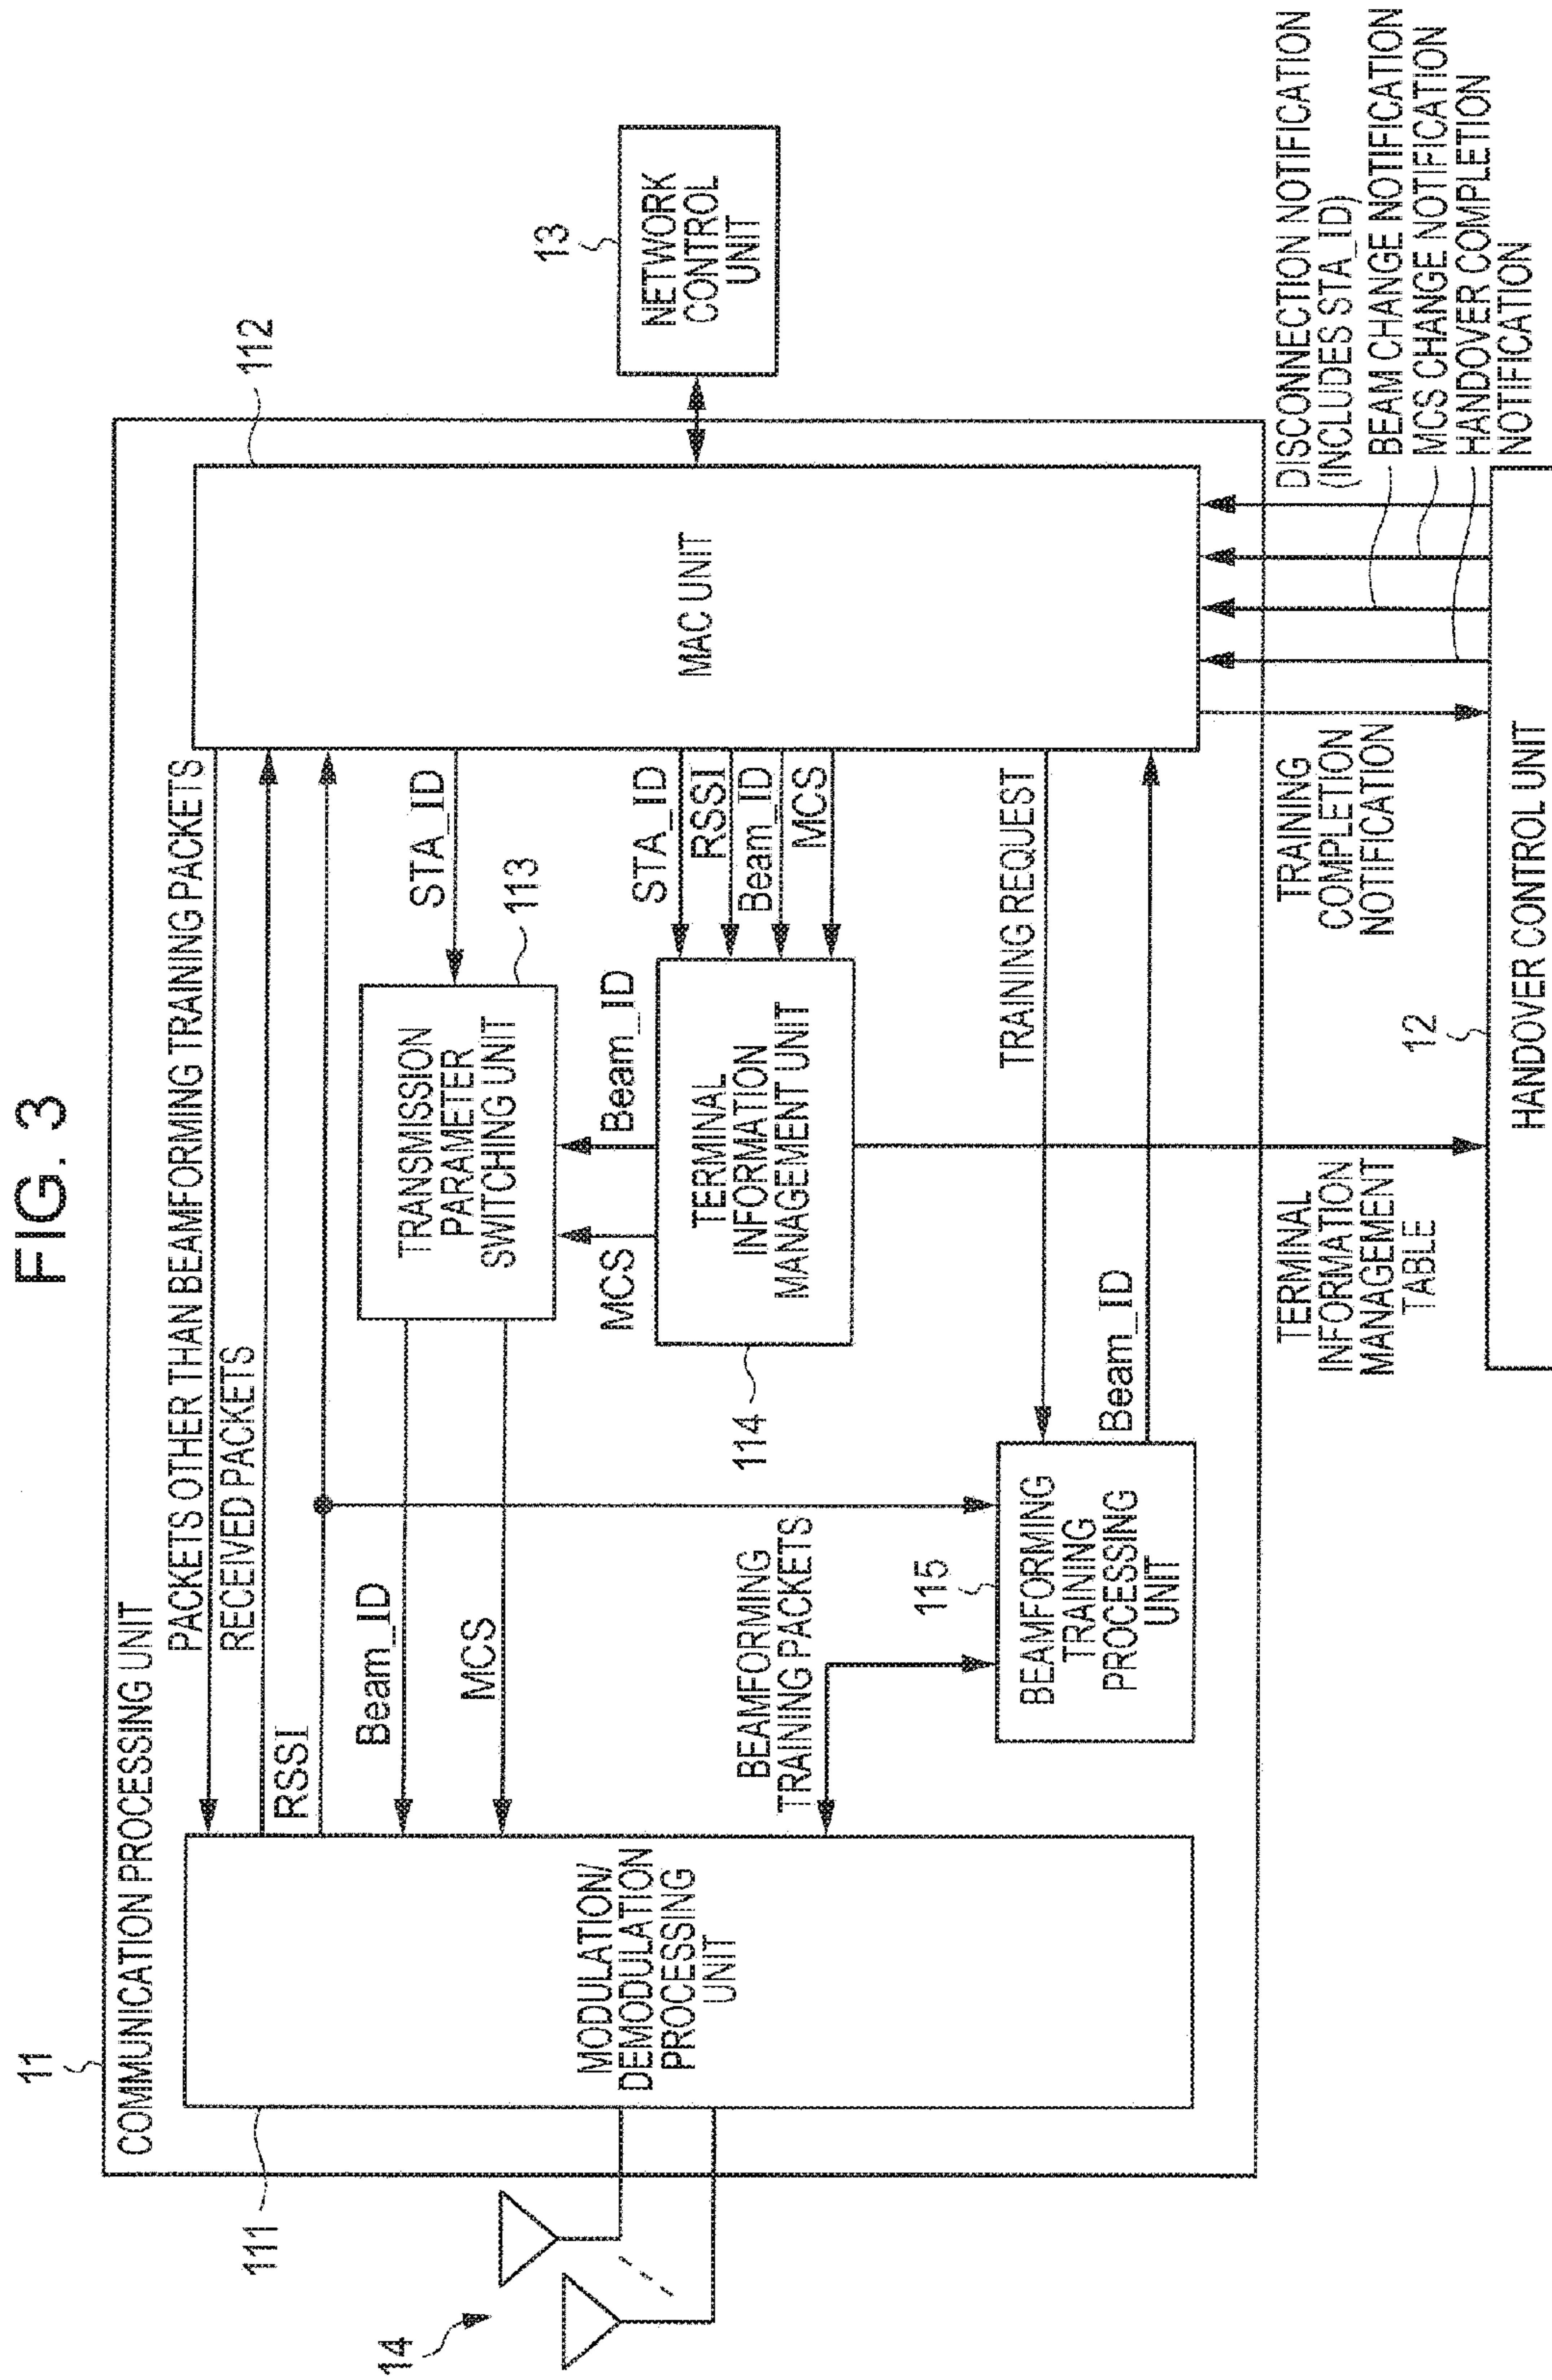 FIG. 3
11
COMMUNICATION PROCESSING UNIT
PACKETS OTHER THAN BEAMFORMING TRAINING PACKETS
RECEIVED PACKETS
RSSI
111
MODULATION/
DEMODULATION
PROCESSING
UNIT
14
Beam_ID
MCS
TRANSMISSION
PARAMETER
SWITCHING UNIT
113
STA_ID
MCS
Beam_ID
TERMINAL
INFORMATION
MANAGEMENT UNIT
114
STA_ID
RSSI
Beam_ID
MCS
BEAMFORMING
TRAINING PACKETS
115
BEAMFORMING
TRAINING
PROCESSING
UNIT
TRAINING REQUEST
Beam_ID
112
MAC UNIT
13
NETWORK
CONTROL
UNIT
TERMINAL
INFORMATION
MANAGEMENT
TABLE
TRAINING
COMPLETION
NOTIFICATION
DISCONNECTION NOTIFICATION
(INCLUDES STA_ID)
BEAM CHANGE NOTIFICATION
MCS CHANGE NOTIFICATION
HANDOVER COMPLETION
NOTIFICATION
12
HANDOVER CONTROL UNIT